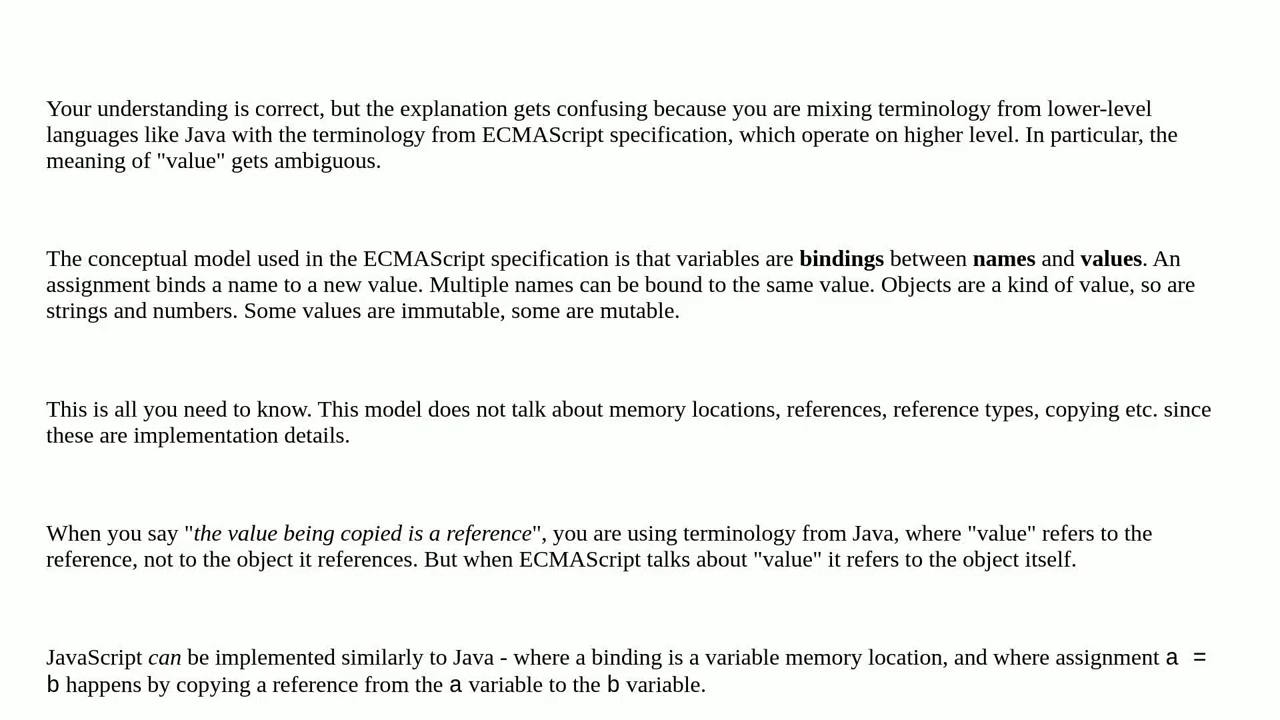 Your understanding is correct, but the explanation gets confusing because you are mixing terminology from lower-level
languages like Java with the terminology from ECMAScript specification, which operate on higher level. In particular, the
meaning of "value" gets ambiguous.
The conceptual model used in the ECMAScript specification is that variables are bindings between names and values. An
assignment binds a name to a new value. Multiple names can be bound to the same value. Objects are a kind of value, so are
strings and numbers. Some values are immutable, some are mutable.
This is all you need to know. This model does not talk about memory locations, references, reference types, copying etc. since
these are implementation details.
When you say "the value being copied is a reference", you are using terminology from Java, where "value" refers to the
reference, not to the object it references. But when ECMAScript talks about "value" it refers to the object itself.
JavaScript can be implemented similarly to Java - where a binding is a variable memory location, and where assignment a =
b happens by copying a reference from the a variable to the b variable.